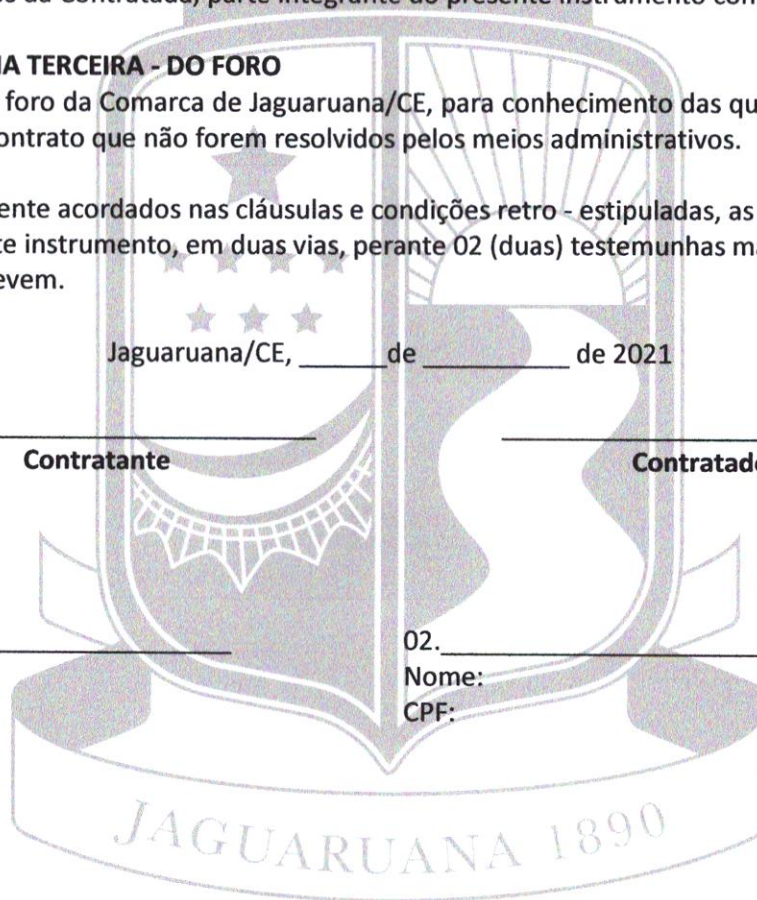 da Contratada, parte integrante do presente instrumento con
A TERCEIRA - DO FORO
foro da Comarca de Jaguaruana/CE, para conhecimento das qu
ontrato que não forem resolvidos pelos meios administrativos.
ente acordados nas cláusulas e condições retro - estipuladas, as
te instrumento, em duas vias, perante 02 (duas) testemunhas ma
evem.
Jaguaruana/CE, ______de __________ de 2021
Contratante
Contratad
02.
Nome:
CPF:
JAGUARUANA 1890